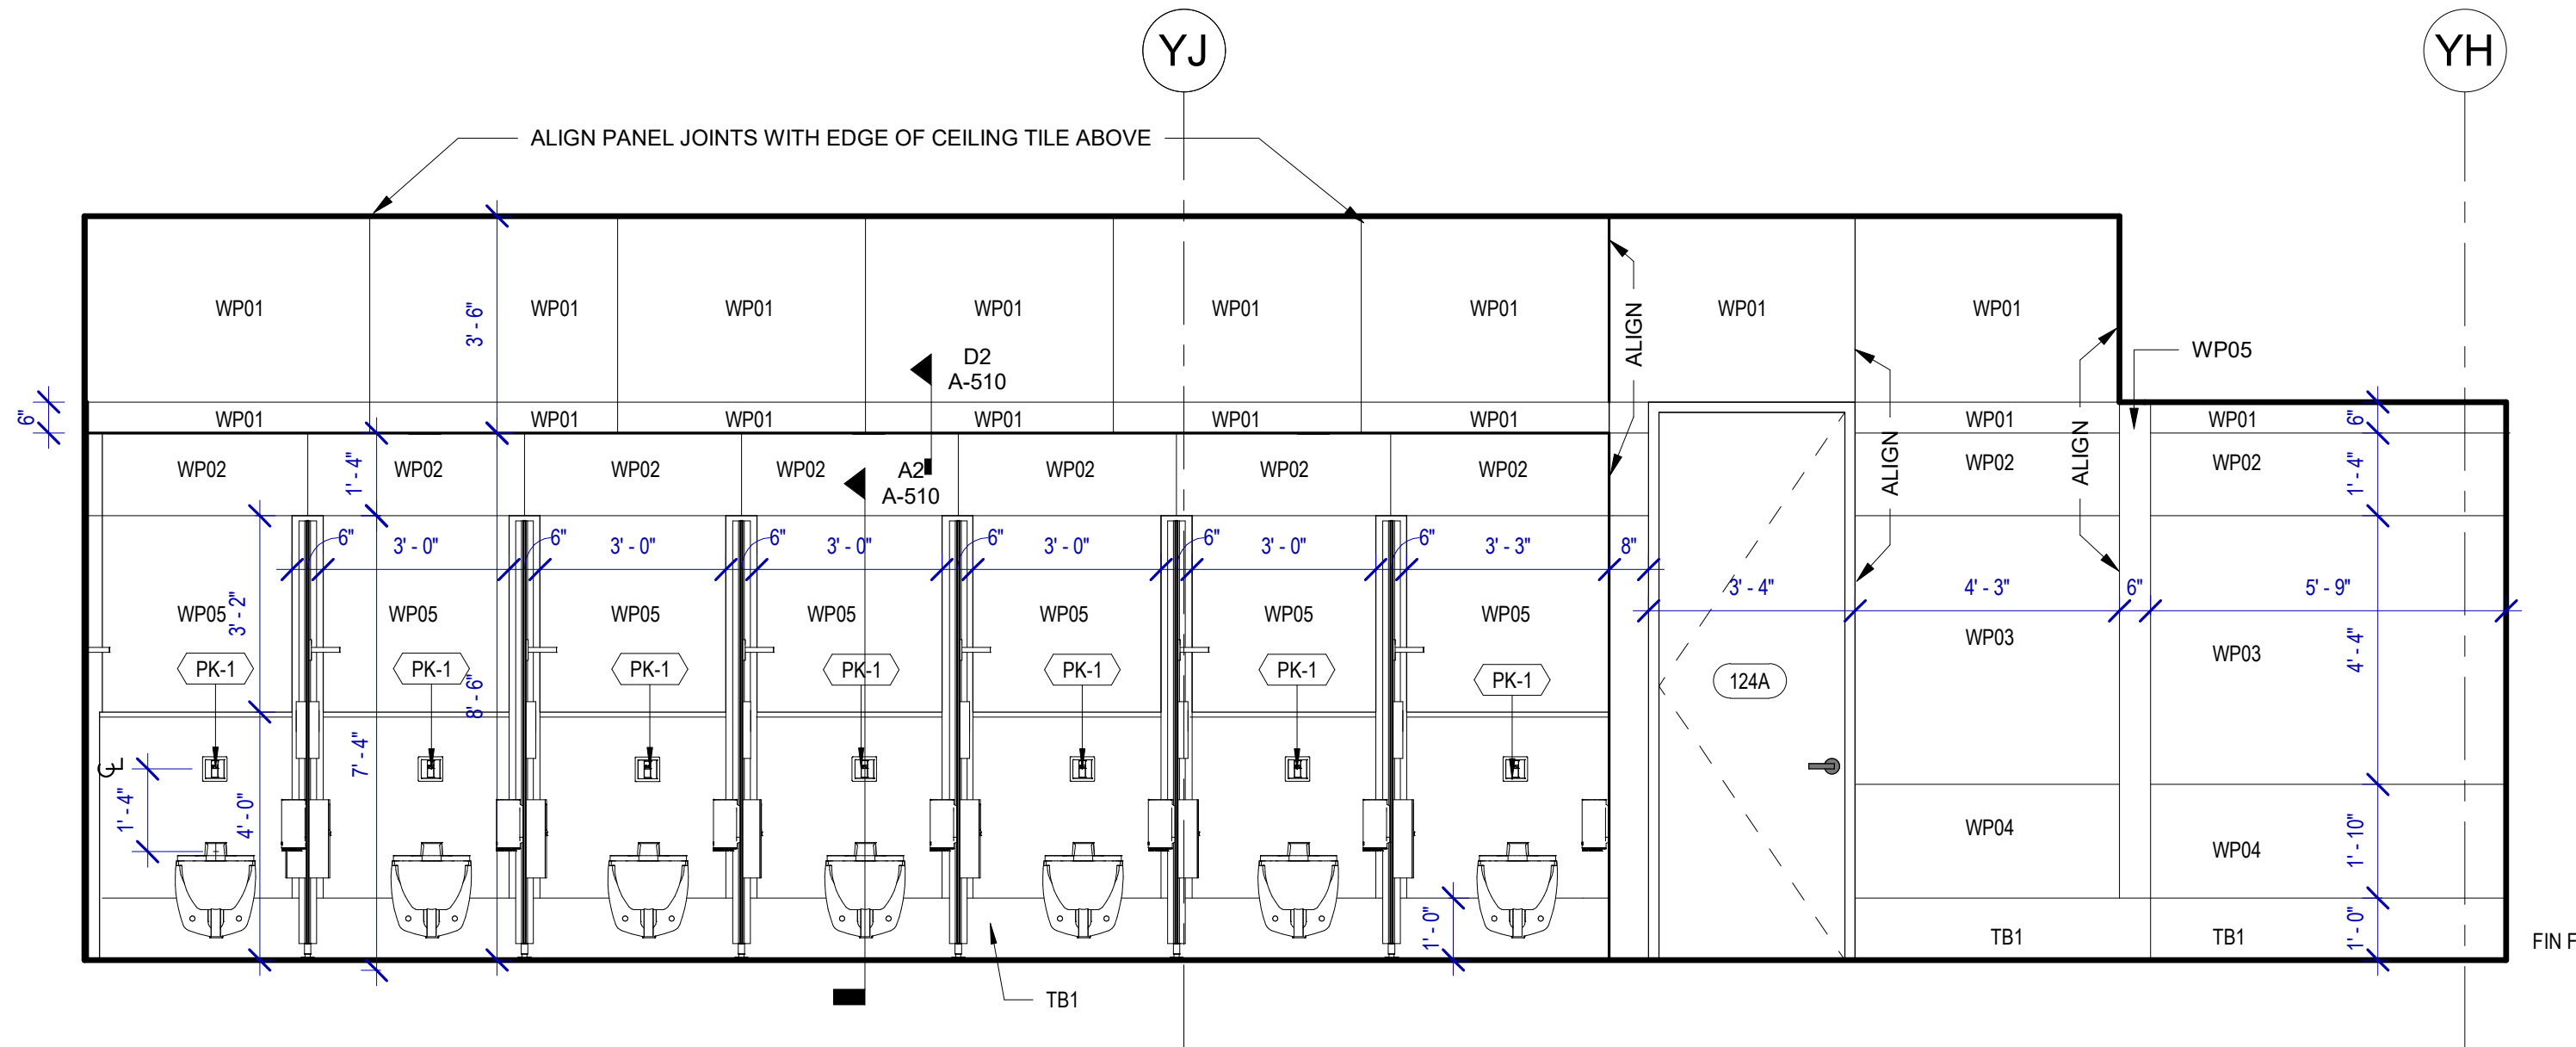 YJ
YH
ALIGN PANEL JOINTS WITH EDGE OF CEILING TILE ABOVE
WP01 WP01 WP01 WP01 WP01 WP01 WP01 WP01
3' - 6"
ALIGN
WP05
D2
A-510
6"
WP01 WP01 WP01 WP01 WP01 WP01 WP01 WP01
6"
WP02 WP02 WP02 WP02 WP02 WP02 WP02 WP02 WP02
1' - 4"
A2
A-510
ALIGN
ALIGN
1' - 4"
6" 3' - 0" 6" 3' - 0" 6" 3' - 0" 6" 3' - 0" 6" 3' - 0" 6" 3' - 3" 8"
3' - 4" 4' - 3" 6" 5' - 9"
WP05 WP05 WP05 WP05 WP05 WP05 WP05 WP03 WP03
3' - 2"
4' - 4"
PK-1 PK-1 PK-1 PK-1 PK-1 PK-1 PK-1
124A
8' - 6"
7' - 4"
CL
1' - 4"
4' - 0"
WP04 WP04
1' - 10"
1' - 0"
TB1 TB1
1' - 0"
FIN F
TB1